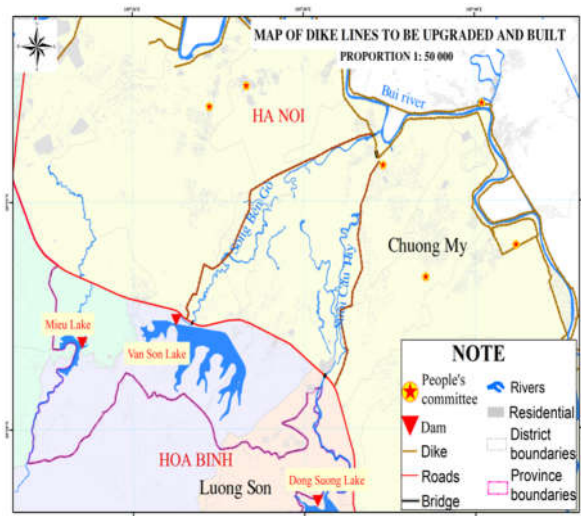 MAP OF DIKE LINES TO BE UPGRADED AND BUILT
PROPORTION 1: 50 000
Bui river
HA NOI
Song Ben Go
Chuong My
Mieu Lake
Van Son Lake
HOA BINH
Luong Son
Dong Suong Lake
NOTE
People's
committee
Dam
Dike
Roads
Bridge
Rivers
Residential
District
boundaries
Province
boundaries